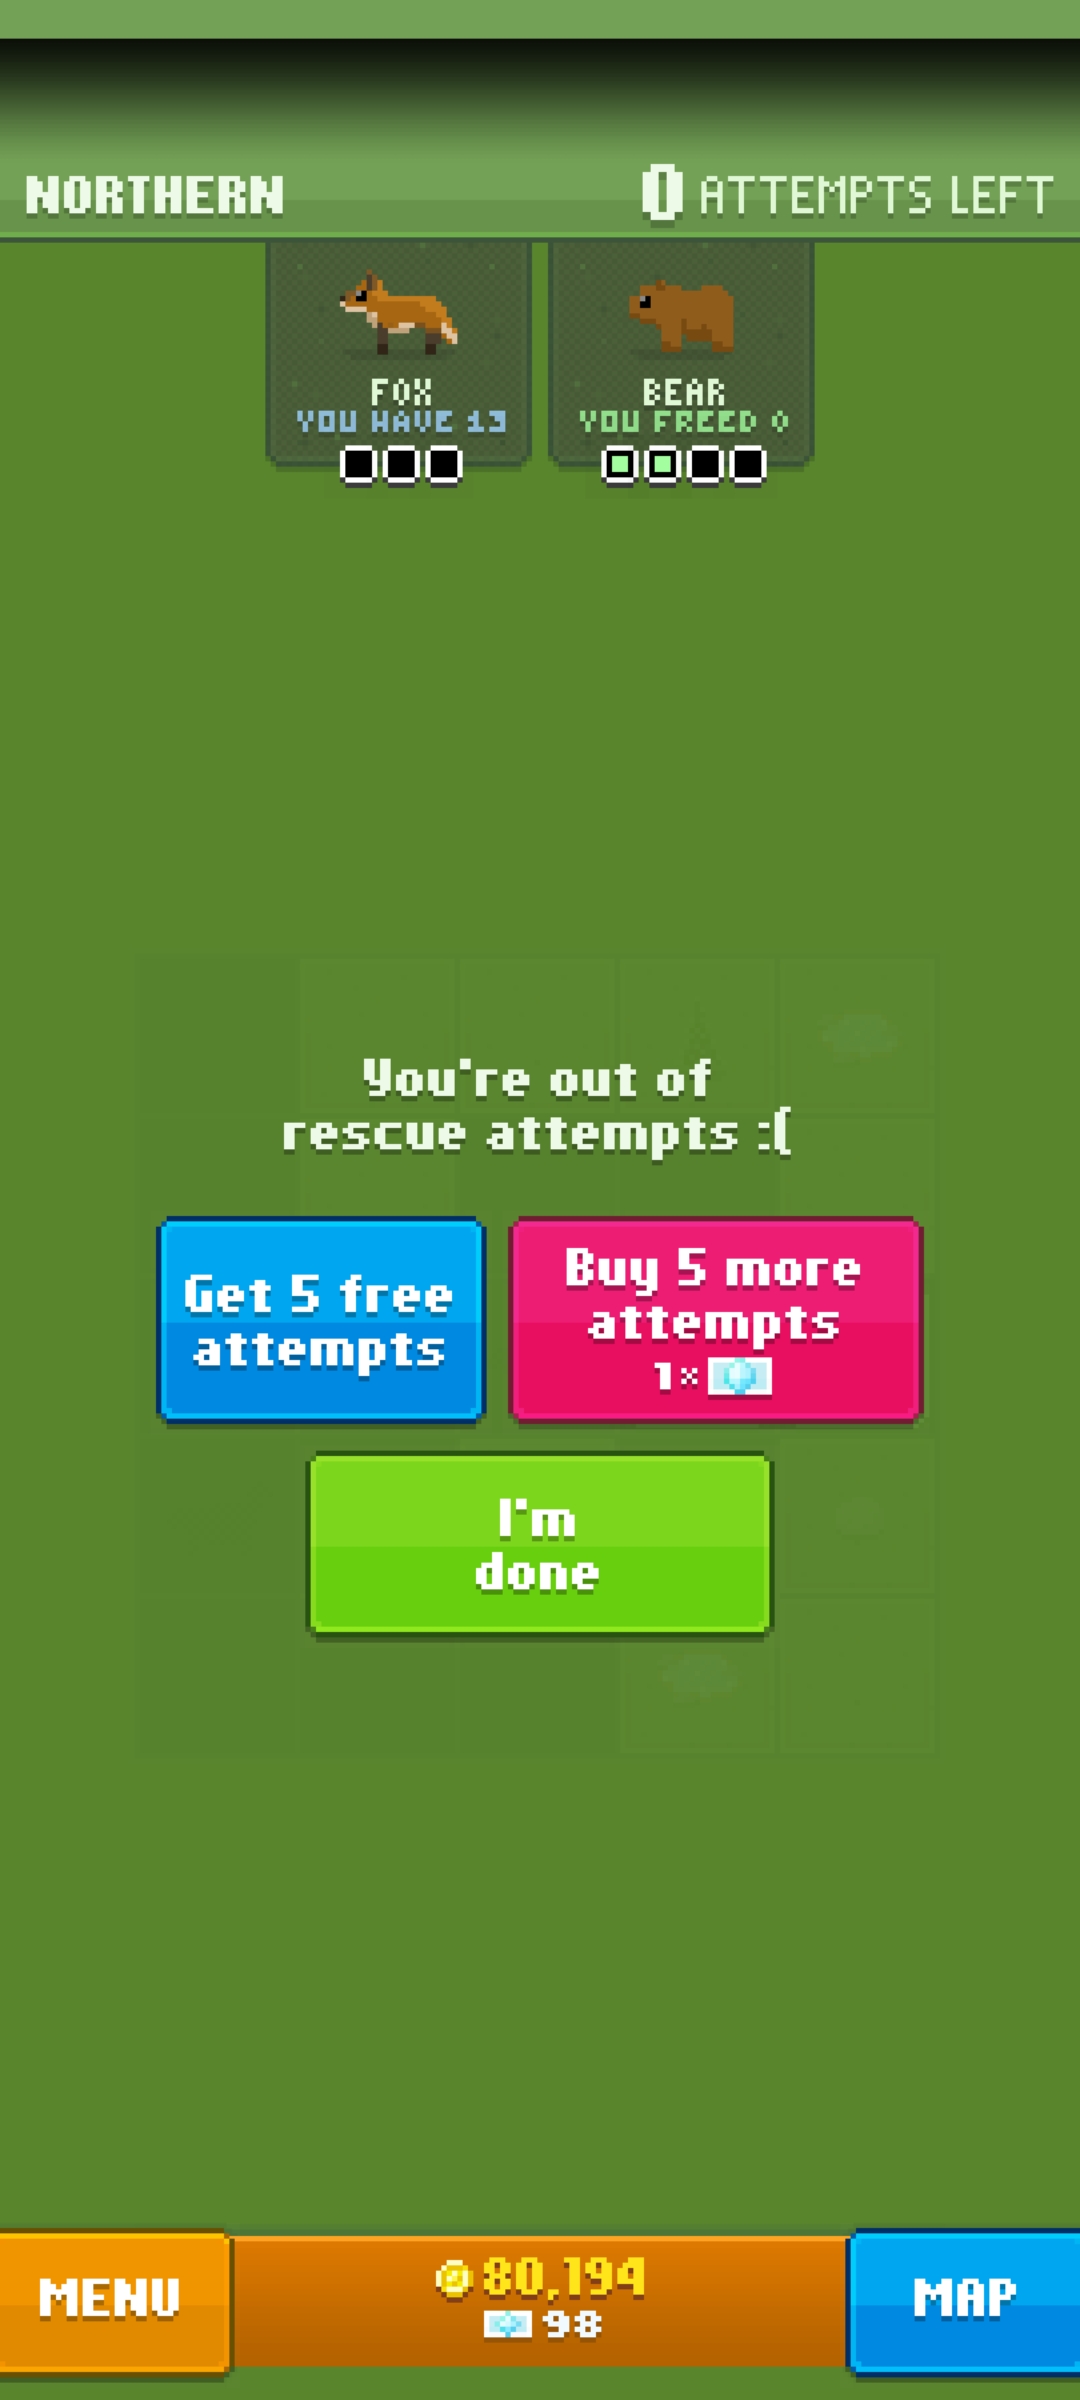 NORTHERN
0 ATTEMPTS LEFT
FOX
YOU HAVE 13
BEAR
YOU FREED 0
You're out of
rescue attempts :(
Get 5 free
attempts
Buy 5 more
attempts
1×
I'm
done
MENU
80,194
98
MAP